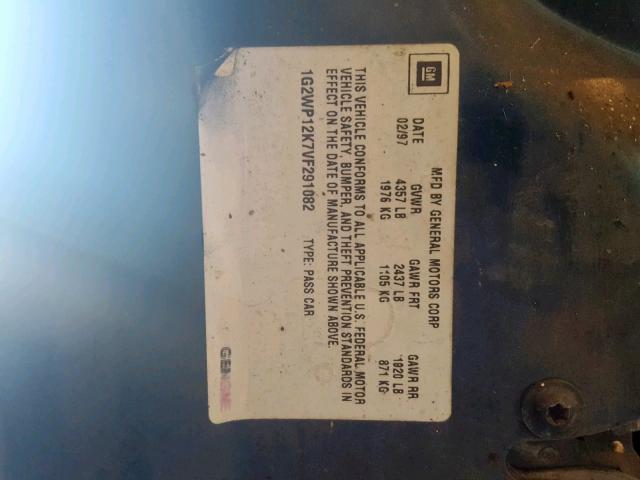 GM
MFD BY GENERAL MOTORS CORP
DATE GVWR GAWR FRT GAWR RR
02/97 4357 LB 2437 LB 1920 LB
1976 KG 1105 KG 871 KG
THIS VEHICLE CONFORMS TO ALL APPLICABLE U.S. FEDERAL MOTOR
VEHICLE SAFETY, BUMPER, AND THEFT PREVENTION STANDARDS IN
EFFECT ON THE DATE OF MANUFACTURE SHOWN ABOVE.
1G2WP12K7VF291082 TYPE: PASS CAR